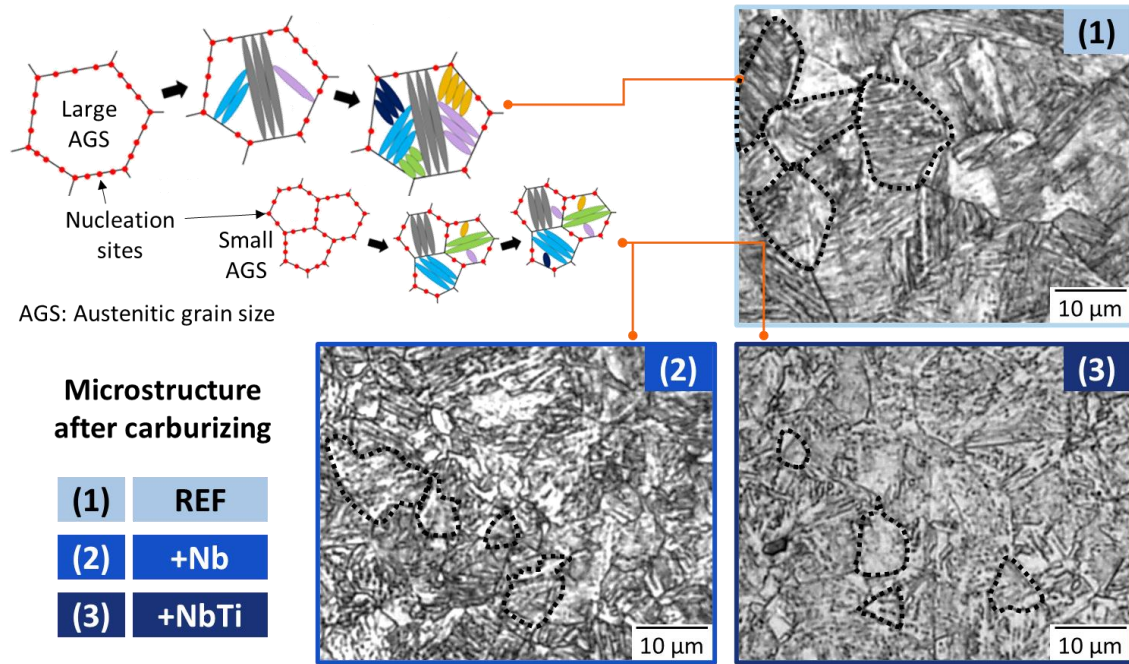 Large
AGS
Nucleation
sites
Small
AGS
AGS: Austenitic grain size
(1)
10 µm
Microstructure
after carburizing
(1) REF
(2) +Nb
(3) +NbTi
(2)
10 µm
(3)
10 µm